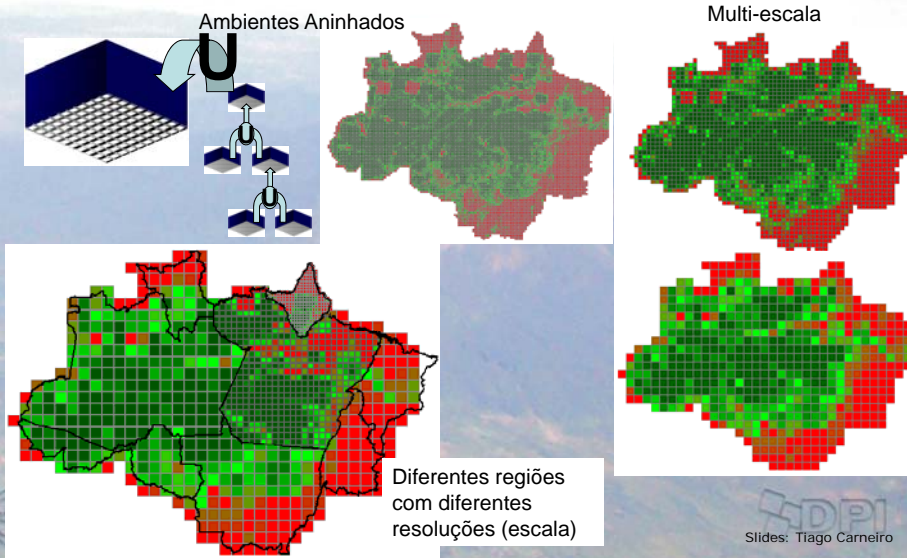 Ambientes Aninhados
Multi-escala
U
U
U
Diferentes regiões
com diferentes
resoluções (escala)
DPI
Slides: Tiago Carneiro